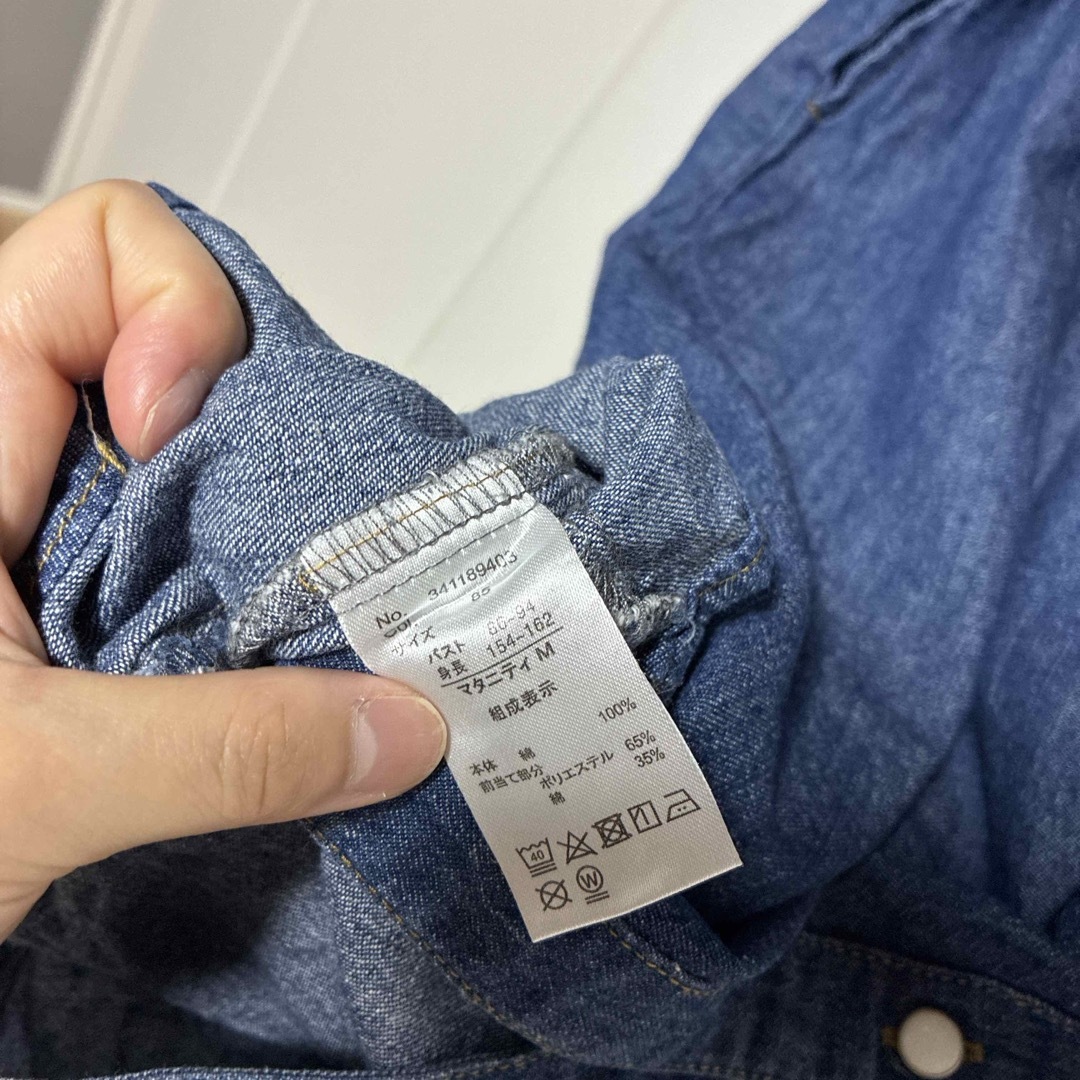 No. 341189403
COL 65
サイズ
バスト 86~94
身長 154~162
マタニティ M
組成表示
本体 綿 100%
前当て部分 ポリエステル 65%
綿 35%
40
W